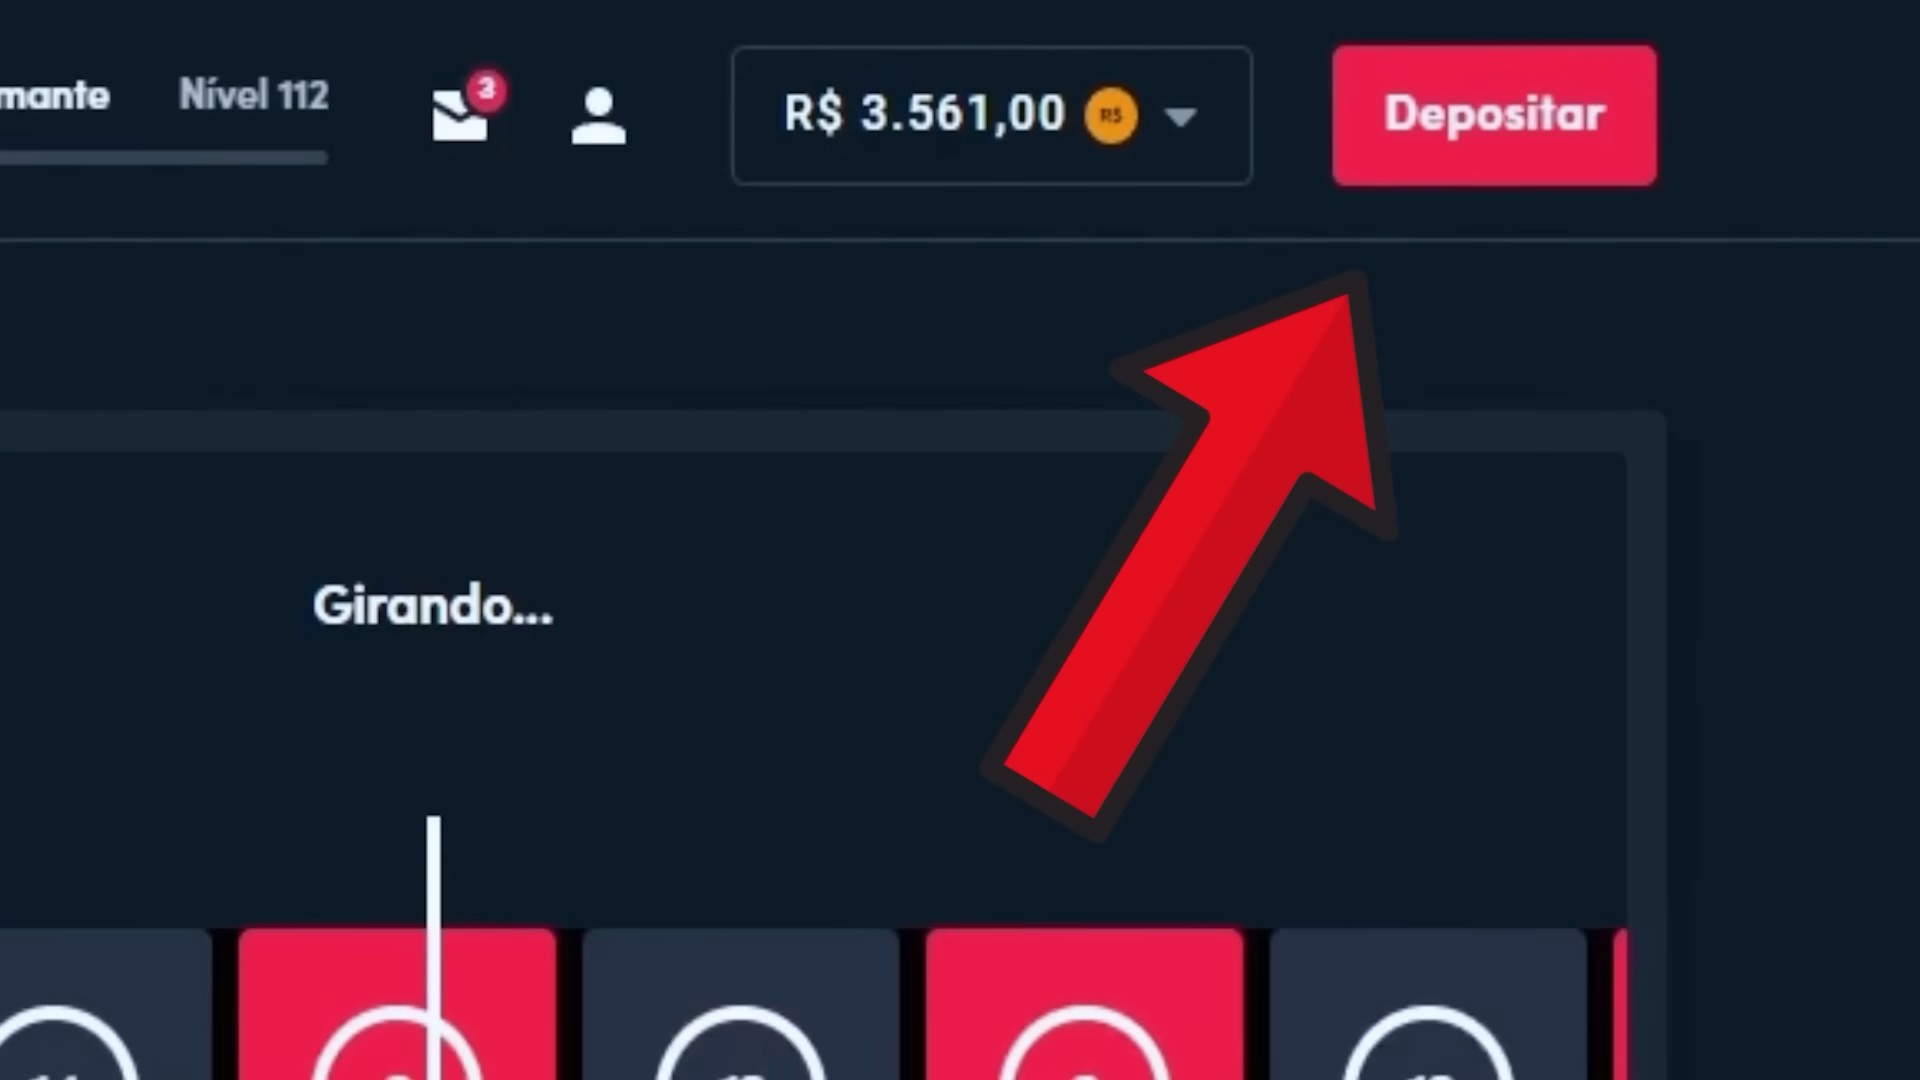 mante Nível 112
3
R$ 3.561,00 R$
Depositar
Girando...